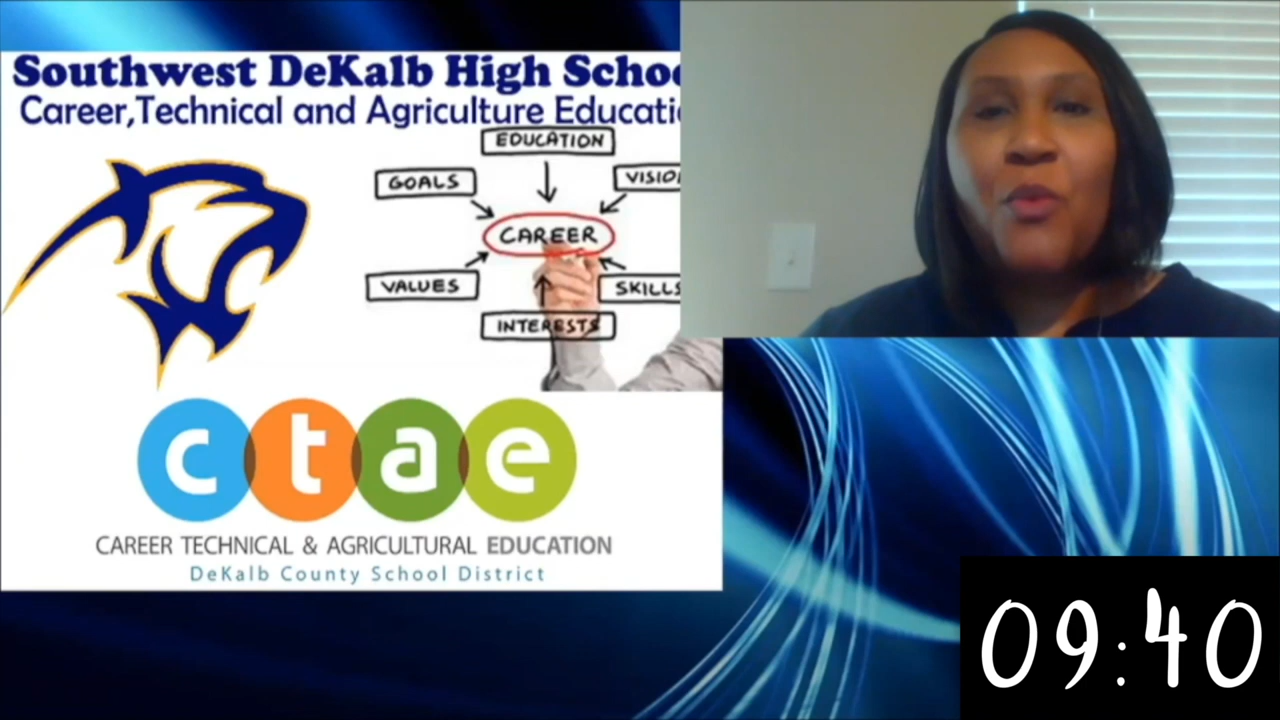 Southwest DeKalb High Schoo
Career,Technical and Agriculture Educati
EDUCATION
GOALS
VISIO
CAREER
VALUES
SKILLS
INTERESTS
ctae
CAREER TECHNICAL & AGRICULTURAL EDUCATION
DeKalb County School District
09:40